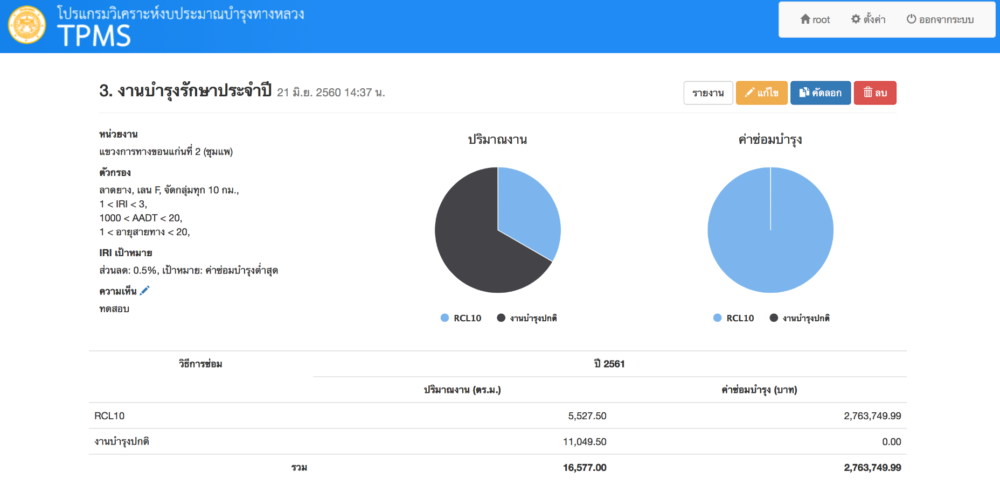 โปรแกรมวิเคราะห์งบประมาณบำรุงทางหลวง
TPMS
root ตั้งค่า ออกจากระบบ
3. งานบำรุงรักษาประจำปี 21 มิ.ย. 2560 14:37 น.
รายงาน แก้ไข คัดลอก ลบ
หน่วยงาน
แขวงการทางขอนแก่นที่ 2 (ชุมแพ)
ตัวกรอง
ลาดยาง, เลน F, จัดกลุ่มทุก 10 กม.,
1 < IRI < 3,
1000 < AADT < 20,
1 < อายุสายทาง < 20,
IRI เป้าหมาย
ส่วนลด: 0.5%, เป้าหมาย: ค่าซ่อมบำรุงต่ำสุด
ความเห็น
ทดสอบ
ปริมาณงาน
RCL10 งานบำรุงปกติ
ค่าซ่อมบำรุง
RCL10 งานบำรุงปกติ
วิธีการซ่อม ปี 2561
ปริมาณงาน (ตร.ม.) ค่าซ่อมบำรุง (บาท)
RCL10 5,527.50 2,763,749.99
งานบำรุงปกติ 11,049.50 0.00
รวม 16,577.00 2,763,749.99